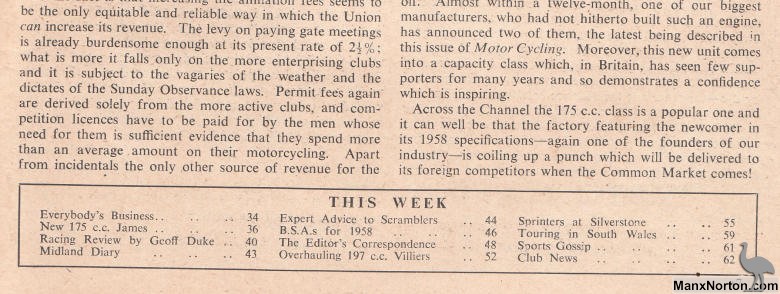 be the only equitable and reliable way in which the Union
can increase its revenue. The levy on paying gate meetings
is already burdensome enough at its present rate of 2½%;
what is more it falls only on the more enterprising clubs
and it is subject to the vagaries of the weather and the
dictates of the Sunday Observance laws. Permit fees again
are derived solely from the more active clubs, and com-
petition licences have to be paid for by the men whose
need for them is sufficient evidence that they spend more
than an average amount on their motorcycling. Apart
from incidentals the only other source of revenue for the
oil. Almost within a twelve-month, one of our biggest
manufacturers, who had not hitherto built such an engine,
has announced two of them, the latest being described in
this issue of Motor Cycling. Moreover, this new unit comes
into a capacity class which, in Britain, has seen few sup-
porters for many years and so demonstrates a confidence
which is inspiring.
Across the Channel the 175 c.c. class is a popular one and
it can well be that the factory featuring the newcomer in
its 1958 specifications—again one of the founders of our
industry—is coiling up a punch which will be delivered to
its foreign competitors when the Common Market comes!
THIS WEEK
Everybody's Business.. .. .. 34
New 175 c.c. James .. .. .. 36
Racing Review by Geoff Duke .. 40
Midland Diary .. .. .. 43
Expert Advice to Scramblers .. 44
B.S.A.s for 1958 .. .. .. 46
The Editor's Correspondence .. 48
Overhauling 197 c.c. Villiers .. 52
Sprinters at Silverstone .. 55
Touring in South Wales .. .. 59
Sports Gossip .. .. .. 61
Club News .. .. .. 62
ManxNorton.com